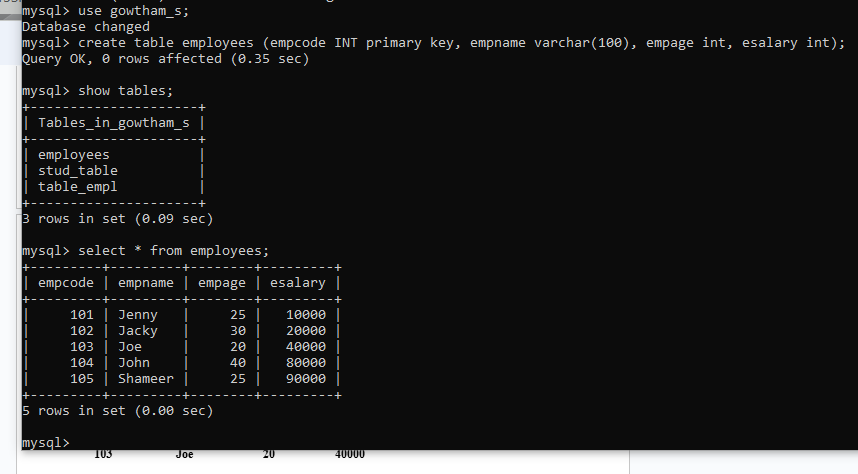 mysql> use gowtham_s;
Database changed
mysql> create table employees (empcode INT primary key, empname varchar(100), empage int, esalary int);
Query OK, 0 rows affected (0.35 sec)

mysql> show tables;
+---------------------+
| Tables_in_gowtham_s |
+---------------------+
| employees           |
| stud_table          |
| table_empl          |
+---------------------+
3 rows in set (0.09 sec)

mysql> select * from employees;
+---------+---------+--------+---------+
| empcode | empname | empage | esalary |
+---------+---------+--------+---------+
|     101 | Jenny   |     25 |   10000 |
|     102 | Jacky   |     30 |   20000 |
|     103 | Joe     |     20 |   40000 |
|     104 | John    |     40 |   80000 |
|     105 | Shameer |     25 |   90000 |
+---------+---------+--------+---------+
5 rows in set (0.00 sec)

mysql>
103 Joe 20 40000